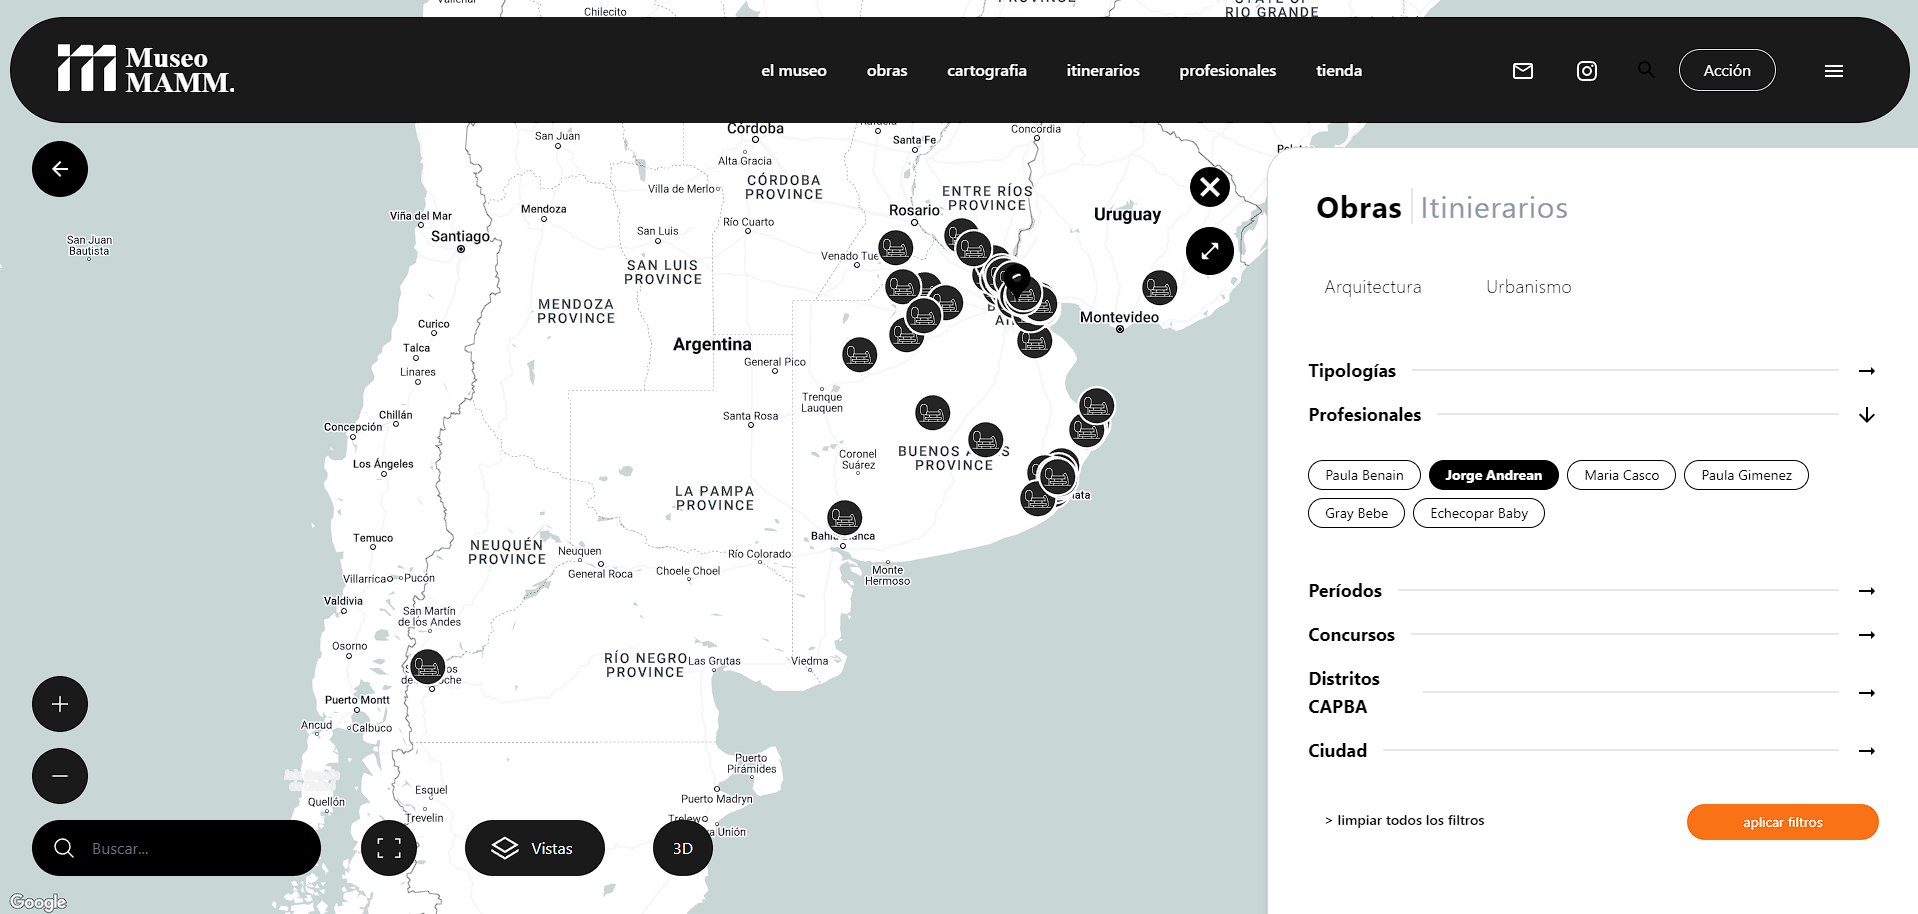 Chilecito
RIO GRANDE
Museo
MAMM.
el museo
obras
cartografia
itinerarios
profesionales
tienda
Acción
San Juan
Córdoba
Alta Gracia
Santa Fe
Concordia
Villa de Merlo
CÓRDOBA
PROVINCE
ENTRE RÍOS
PROVINCE
Viña del Mar
Mendoza
Río Cuarto
Rosario
Uruguay
San Juan
Bautista
Santiago
San Luis
Venado Tue
SAN LUIS
PROVINCE
MENDOZA
PROVINCE
Montevideo
Curico
Talca
Argentina
General Pico
Linares
Trenque
Lauquen
Chillán
Santa Rosa
Concepción
Los Ángeles
Coronel
Suárez
BUENOS A
S
PROVINCE
LA PAMPA
PROVINCE
lata
Temuco
NEUQUÉN
PROVINCE
Neuquen
General Roca
Choele Choel
Río Colorado
Bahía Blanca
Monte
Hermoso
Villarrica
Pucón
Valdivia
San Martín
de los Andes
Osorno
RÍO NEGRO
PROVINCE
Las Grutas
Viedma
Puerto Montt
Ancud
Calbuco
Puerto
Pirámides
Quellón
Esquel
Puerto Madryn
Trevelin
Trelew
a Unión
Obras
Itinierarios
Arquitectura
Urbanismo
Tipologías
Profesionales
Paula Benain
Jorge Andrean
Maria Casco
Paula Gimenez
Gray Bebe
Echecopar Baby
Períodos
Concursos
Distritos
CAPBA
Ciudad
> limpiar todos los filtros
aplicar filtros
Buscar...
Vistas
3D
Google